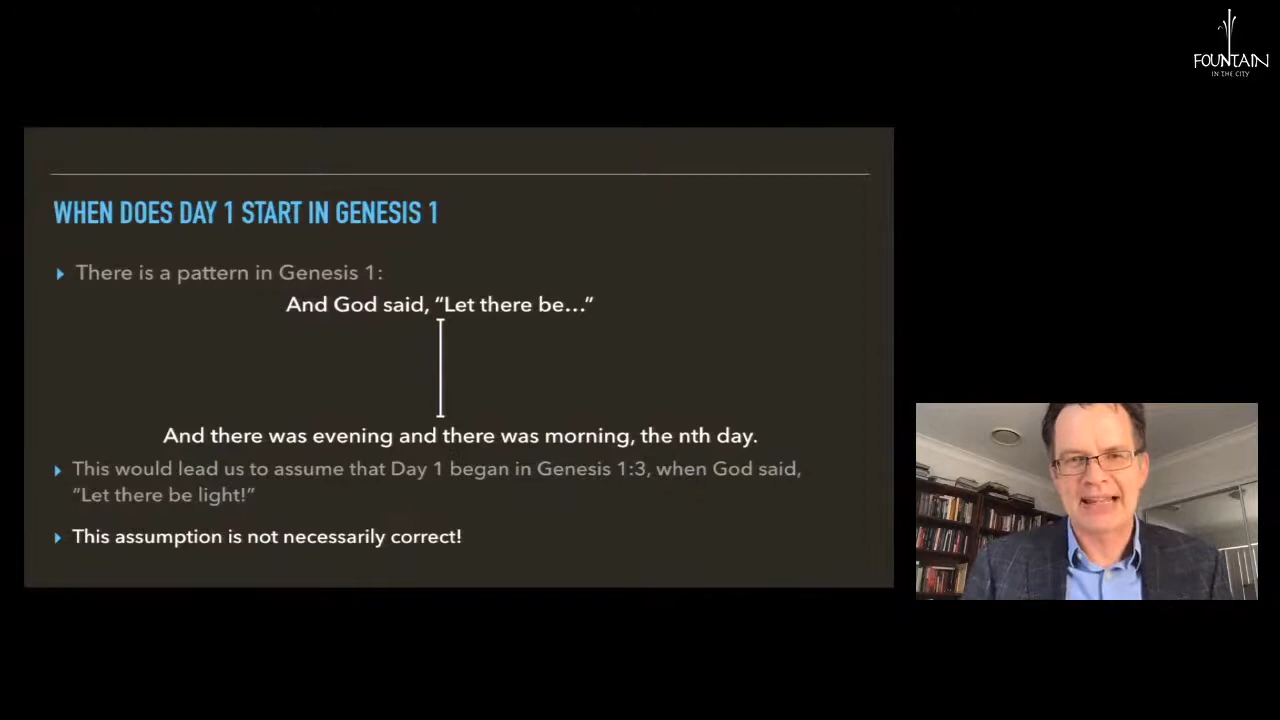 FOUNTAIN
IN THE CITY
WHEN DOES DAY 1 START IN GENESIS 1
There is a pattern in Genesis 1:
And God said, “Let there be…”
And there was evening and there was morning, the nth day.
This would lead us to assume that Day 1 began in Genesis 1:3, when God said,
“Let there be light!”
This assumption is not necessarily correct!